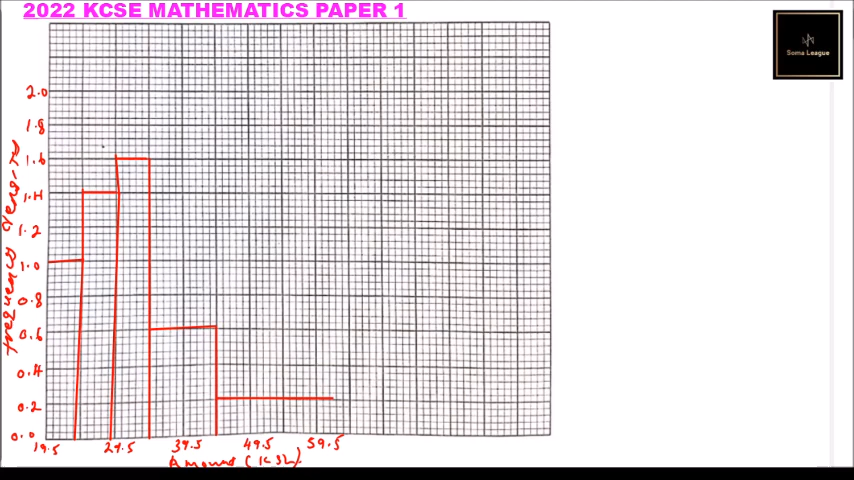 2022 KCSE MATHEMATICS PAPER 1
Soma League
2.0
1.8
1.6
1.4
1.2
1.0
0.8
0.6
0.4
0.2
0.0
frequency density
19.5 29.5 39.5 49.5 59.5
Amount (KSh)